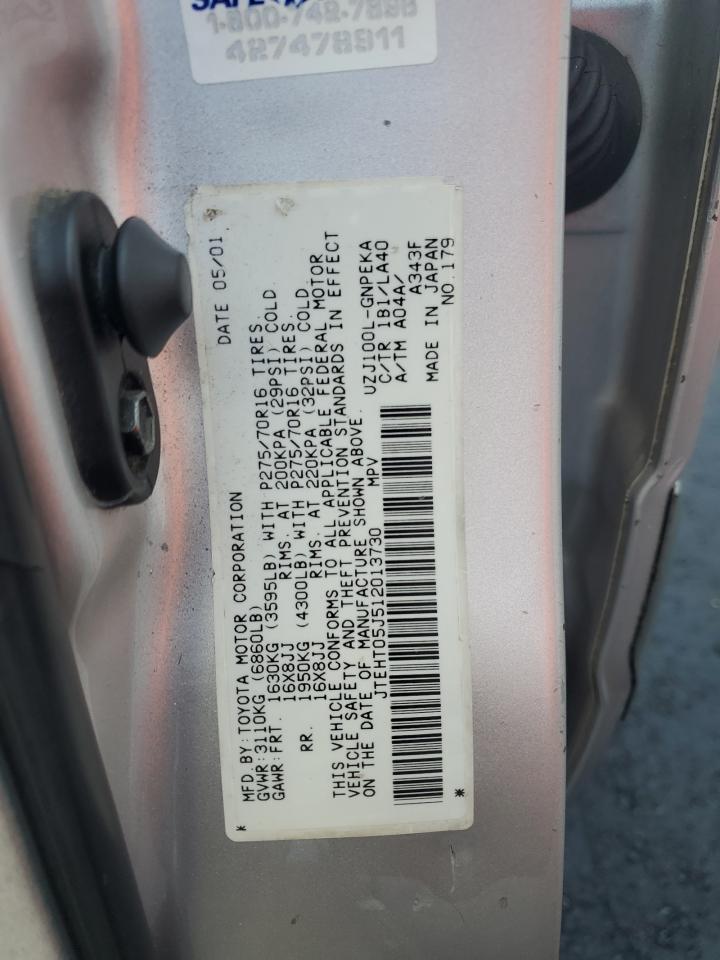 1-800-749-7898
427478911
DATE 05/01
MFD. BY: TOYOTA MOTOR CORPORATION
GVWR: 3110KG (6860LB)
GAWR: FRT. 1630KG (3595LB) WITH P275/70R16 TIRES.
16X8JJ RIMS. AT 200KPA (29PSI) COLD
RR. 1950KG (4300LB) WITH P275/70R16 TIRES.
16X8JJ RIMS. AT 220KPA (32PSI) COLD
THIS VEHICLE CONFORMS TO ALL APPLICABLE FEDERAL MOTOR
VEHICLE SAFETY AND THEFT PREVENTION STANDARDS IN EFFECT
ON THE DATE OF MANUFACTURE SHOWN ABOVE.
JTEHT05J512013730 MPV
UZJ100L-GNPEKA
C/TR 1B1/LA40
A/TM A04A/
A343F
MADE IN JAPAN
NO.179